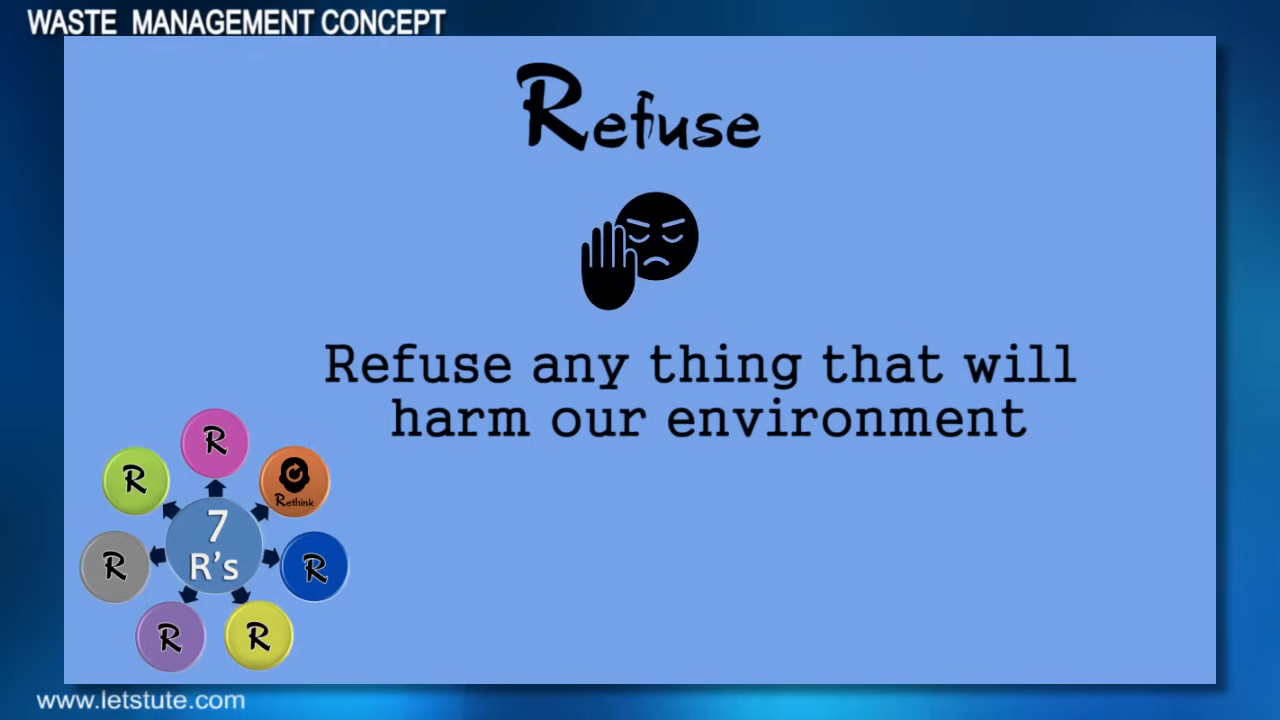 WASTE  MANAGEMENT CONCEPT
Refuse
Refuse any thing that will
harm our environment
R
R
Rethink
7
R's
R
R
R
R
www.letstute.com